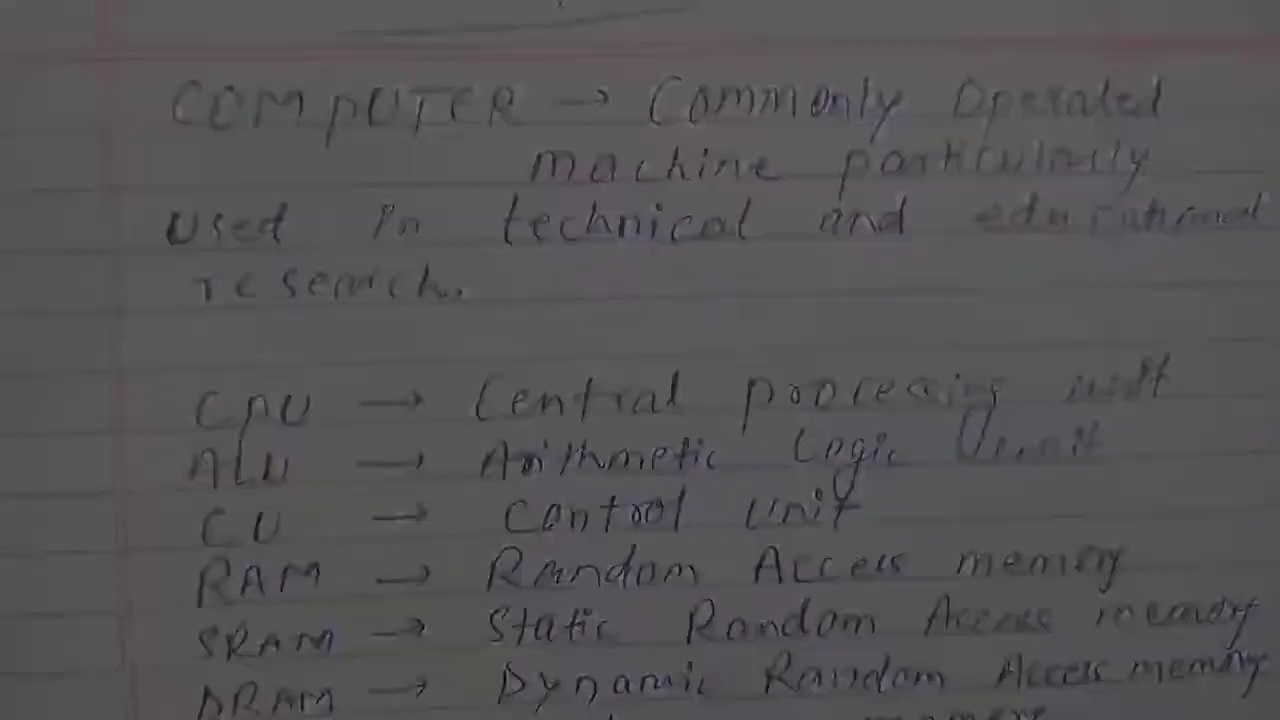 COMPUTER → Commonly Operated
machine particularly
used in technical and educational
research.
CPU → Central processing unit
ALU → Arithmetic Logic Unit
CU → Control unit
RAM → Random Access memory
SRAM → Static Random Access memory
DRAM → Dynamic Random Access memory